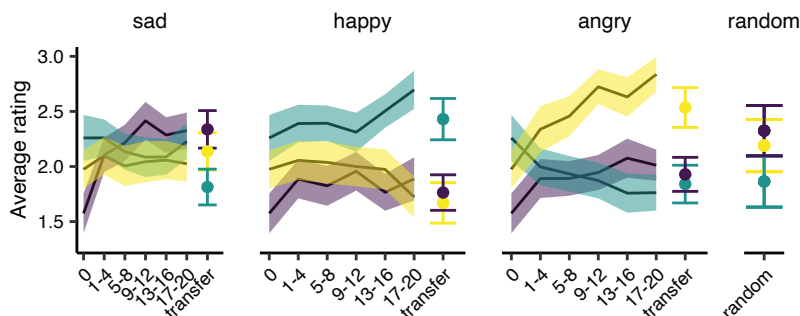 sad happy angry random
Average rating
3.0
2.5
2.0
1.5
0 1-4 5-8 9-12 13-16 17-20 transfer
0 1-4 5-8 9-12 13-16 17-20 transfer
0 1-4 5-8 9-12 13-16 17-20 transfer
random